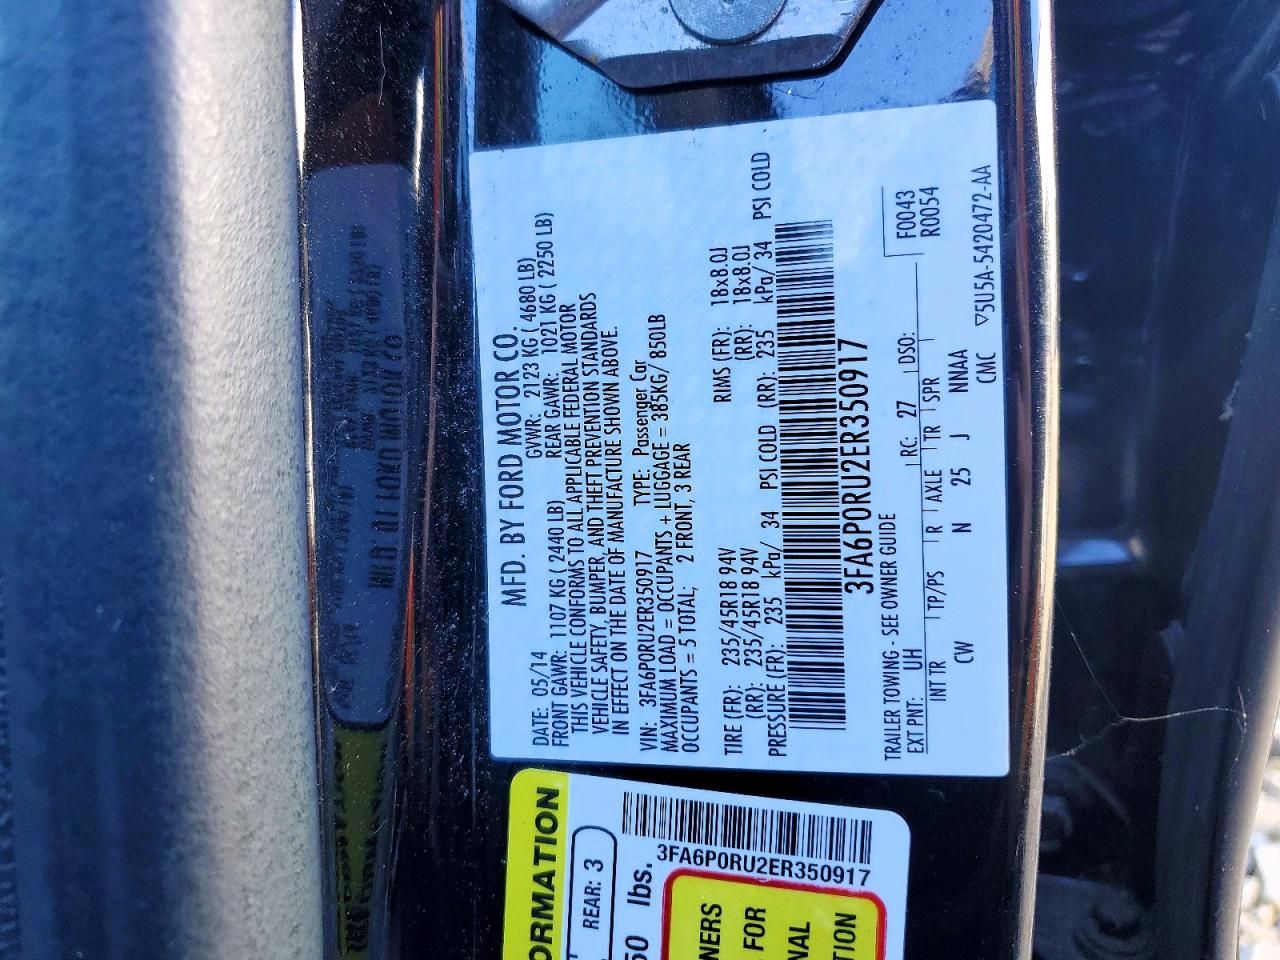 MFD. BY FORD MOTOR CO.
DATE: 05/14 GVWR: 2123 KG ( 4680 LB)
FRONT GAWR: 1107 KG ( 2440 LB) REAR GAWR: 1021 KG ( 2250 LB)
THIS VEHICLE CONFORMS TO ALL APPLICABLE FEDERAL MOTOR
VEHICLE SAFETY, BUMPER, AND THEFT PREVENTION STANDARDS
IN EFFECT ON THE DATE OF MANUFACTURE SHOWN ABOVE.
VIN: 3FA6P0RU2ER350917 TYPE: Passenger Car
MAXIMUM LOAD = OCCUPANTS + LUGGAGE = 385KG/ 850LB
OCCUPANTS = 5 TOTAL; 2 FRONT, 3 REAR
TIRE (FR): 235/45R18 94V RIMS (FR): 18x8.0J
(RR): 235/45R18 94V (RR): 18x8.0J
PRESSURE (FR): 235 kPa/ 34 PSI COLD (RR): 235 kPa/ 34 PSI COLD
3FA6P0RU2ER350917
TRAILER TOWING - SEE OWNER GUIDE
F0043
R0054
EXT PNT: UH RC: 27 DSO:
INT TR TP/PS R AXLE TR SPR
CW N 25 J NNAA
CMC ▽5U5A-5420472-AA
ORMATION
REAR: 3
50 lbs.
3FA6P0RU2ER350917
NERS
FOR
NAL
TION